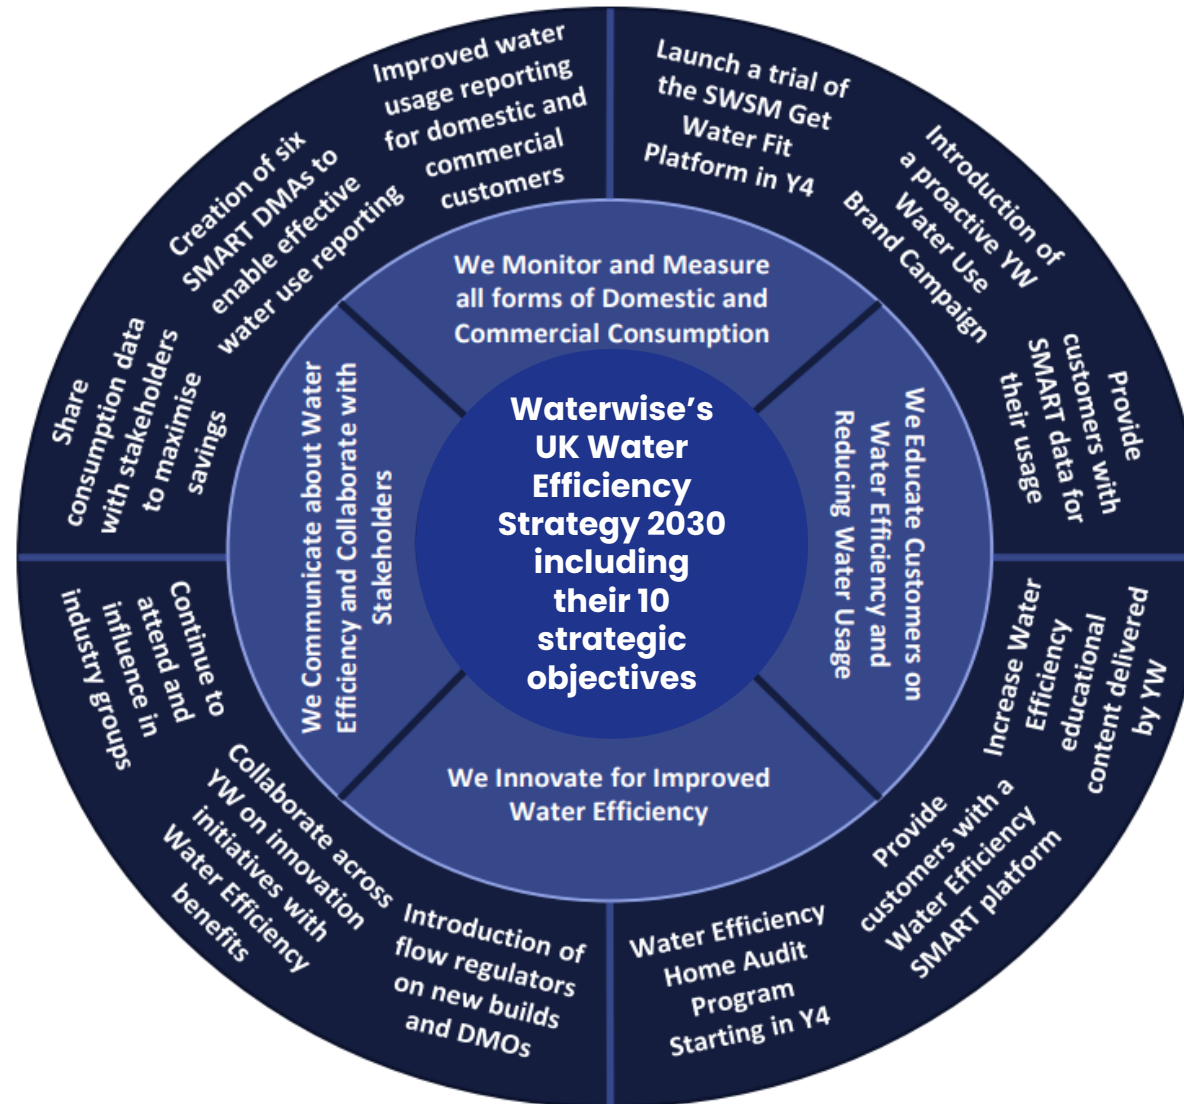 Improved water
usage reporting
for domestic and
commercial
customers
Launch a trial of
the SWSM Get
Water Fit
Platform in Y4
Introduction of
a proactive YW
Water Use
Brand Campaign
Provide
customers with
SMART data for
their usage
Increase Water
Efficiency
educational
content delivered
by YW
Provide
customers with a
Water Efficiency
SMART platform
Water Efficiency
Home Audit
Program
Starting in Y4
Introduction of
flow regulators
on new builds
and DMOs
Collaborate across
YW on innovation
initiatives with
Water Efficiency
benefits
Continue to
attend and
influence in
industry groups
Share
consumption data
with stakeholders
to maximise
savings
Creation of six
SMART DMAs to
enable effective
water use reporting
We Monitor and Measure
all forms of Domestic and
Commercial Consumption
We Educate Customers on
Water Efficiency and
Reducing Water Usage
We Innovate for Improved
Water Efficiency
We Communicate about Water
Efficiency and Collaborate with
Stakeholders
Waterwise’s
UK Water
Efficiency
Strategy 2030
including
their 10
strategic
objectives